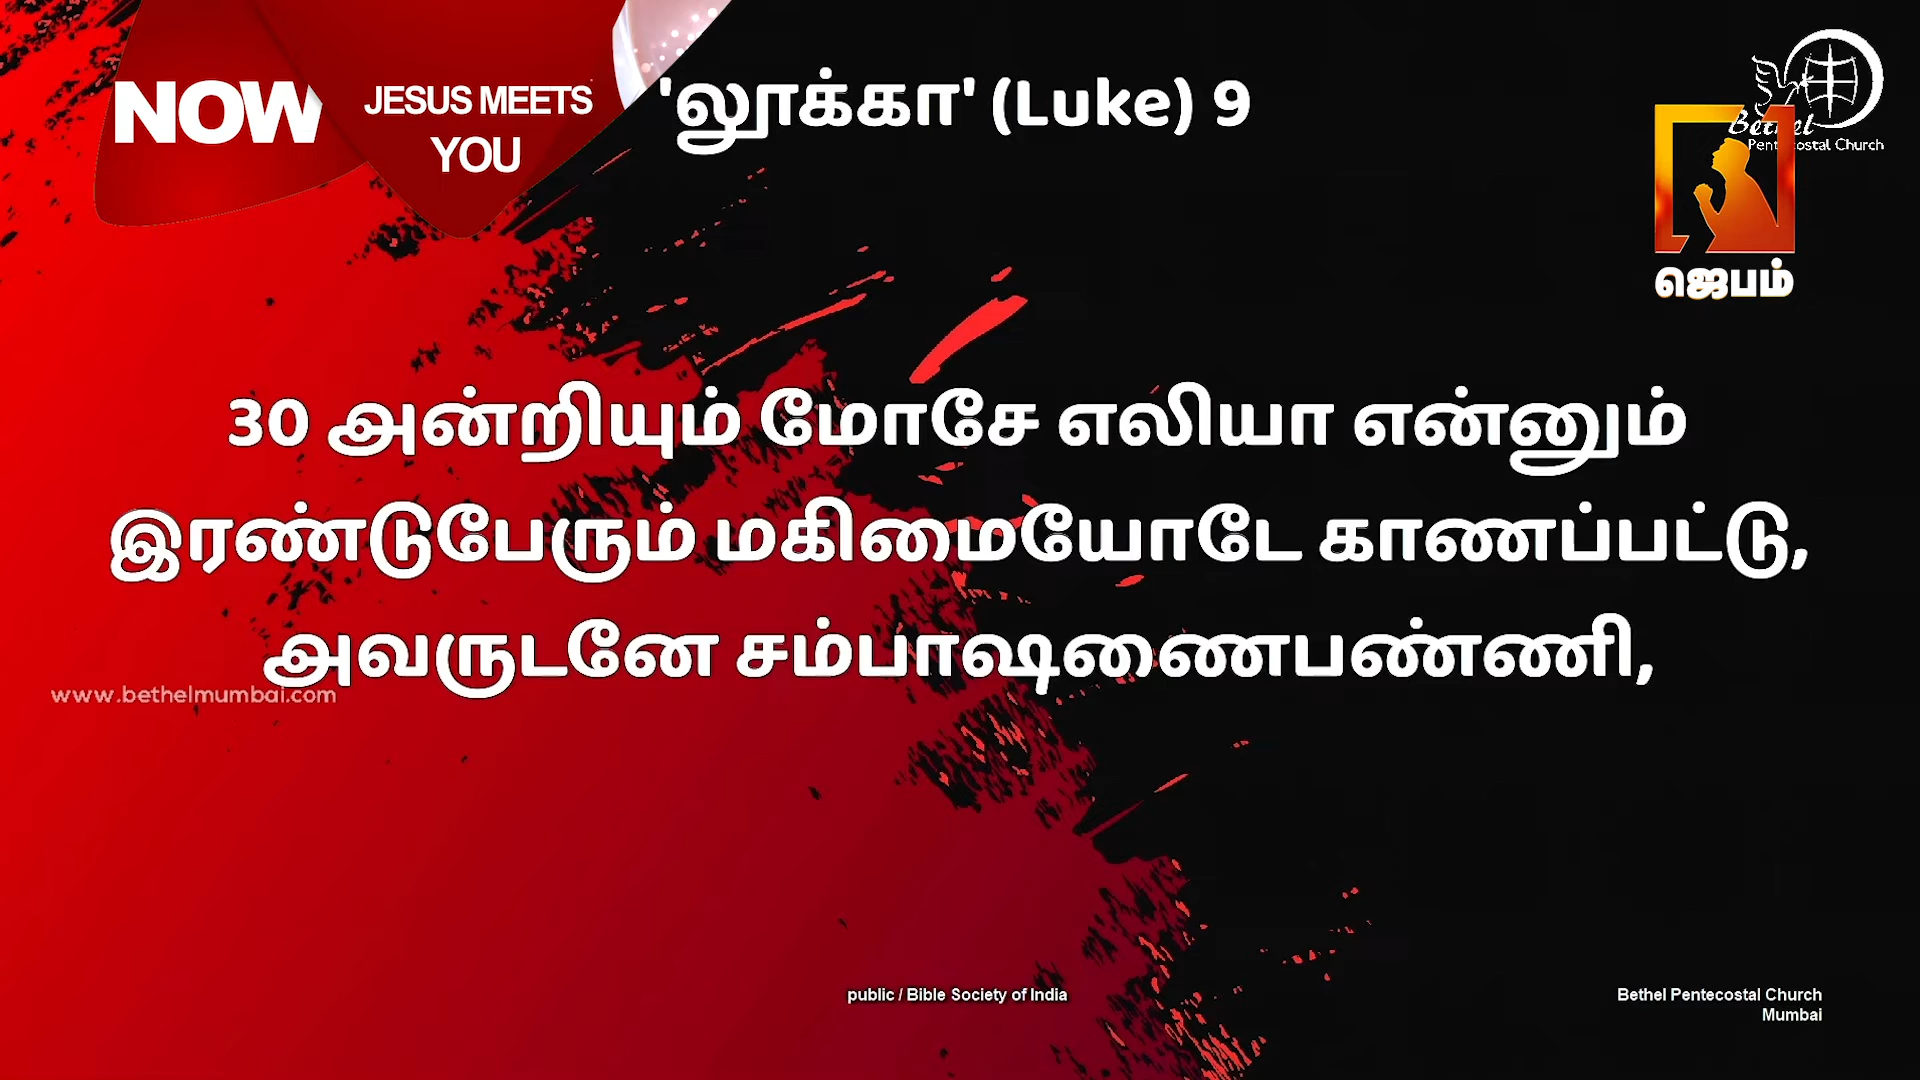 NOW
JESUS MEETS
YOU
'லூக்கா' (Luke) 9
Bethel
Pentecostal Church
ஜெபம்
30 அன்றியும் மோசே எலியா என்னும்
இரண்டுபேரும் மகிமையோடே காணப்பட்டு,
அவருடனே சம்பாஷணைபண்ணி,
www.bethelmumbai.com
public / Bible Society of India
Bethel Pentecostal Church
Mumbai